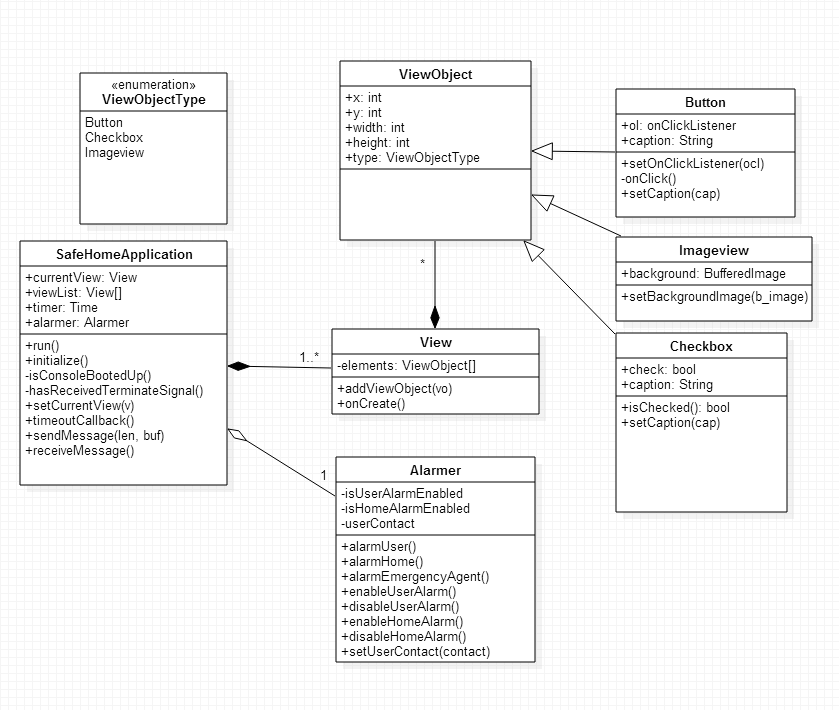 «enumeration»
ViewObjectType
Button
Checkbox
Imageview
ViewObject
+x: int
+y: int
+width: int
+height: int
+type: ViewObjectType
Button
+ol: onClickListener
+caption: String
+setOnClickListener(ocl)
-onClick()
+setCaption(cap)
Imageview
+background: BufferedImage
+setBackgroundImage(b_image)
SafeHomeApplication
+currentView: View
+viewList: View[]
+timer: Time
+alarmer: Alarmer
+run()
+initialize()
-isConsoleBootedUp()
-hasReceivedTerminateSignal()
+setCurrentView(v)
+timeoutCallback()
+sendMessage(len, buf)
+receiveMessage()
*
1..*
View
-elements: ViewObject[]
+addViewObject(vo)
+onCreate()
Checkbox
+check: bool
+caption: String
+isChecked(): bool
+setCaption(cap)
1
Alarmer
-isUserAlarmEnabled
-isHomeAlarmEnabled
-userContact
+alarmUser()
+alarmHome()
+alarmEmergencyAgent()
+enableUserAlarm()
+disableUserAlarm()
+enableHomeAlarm()
+disableHomeAlarm()
+setUserContact(contact)